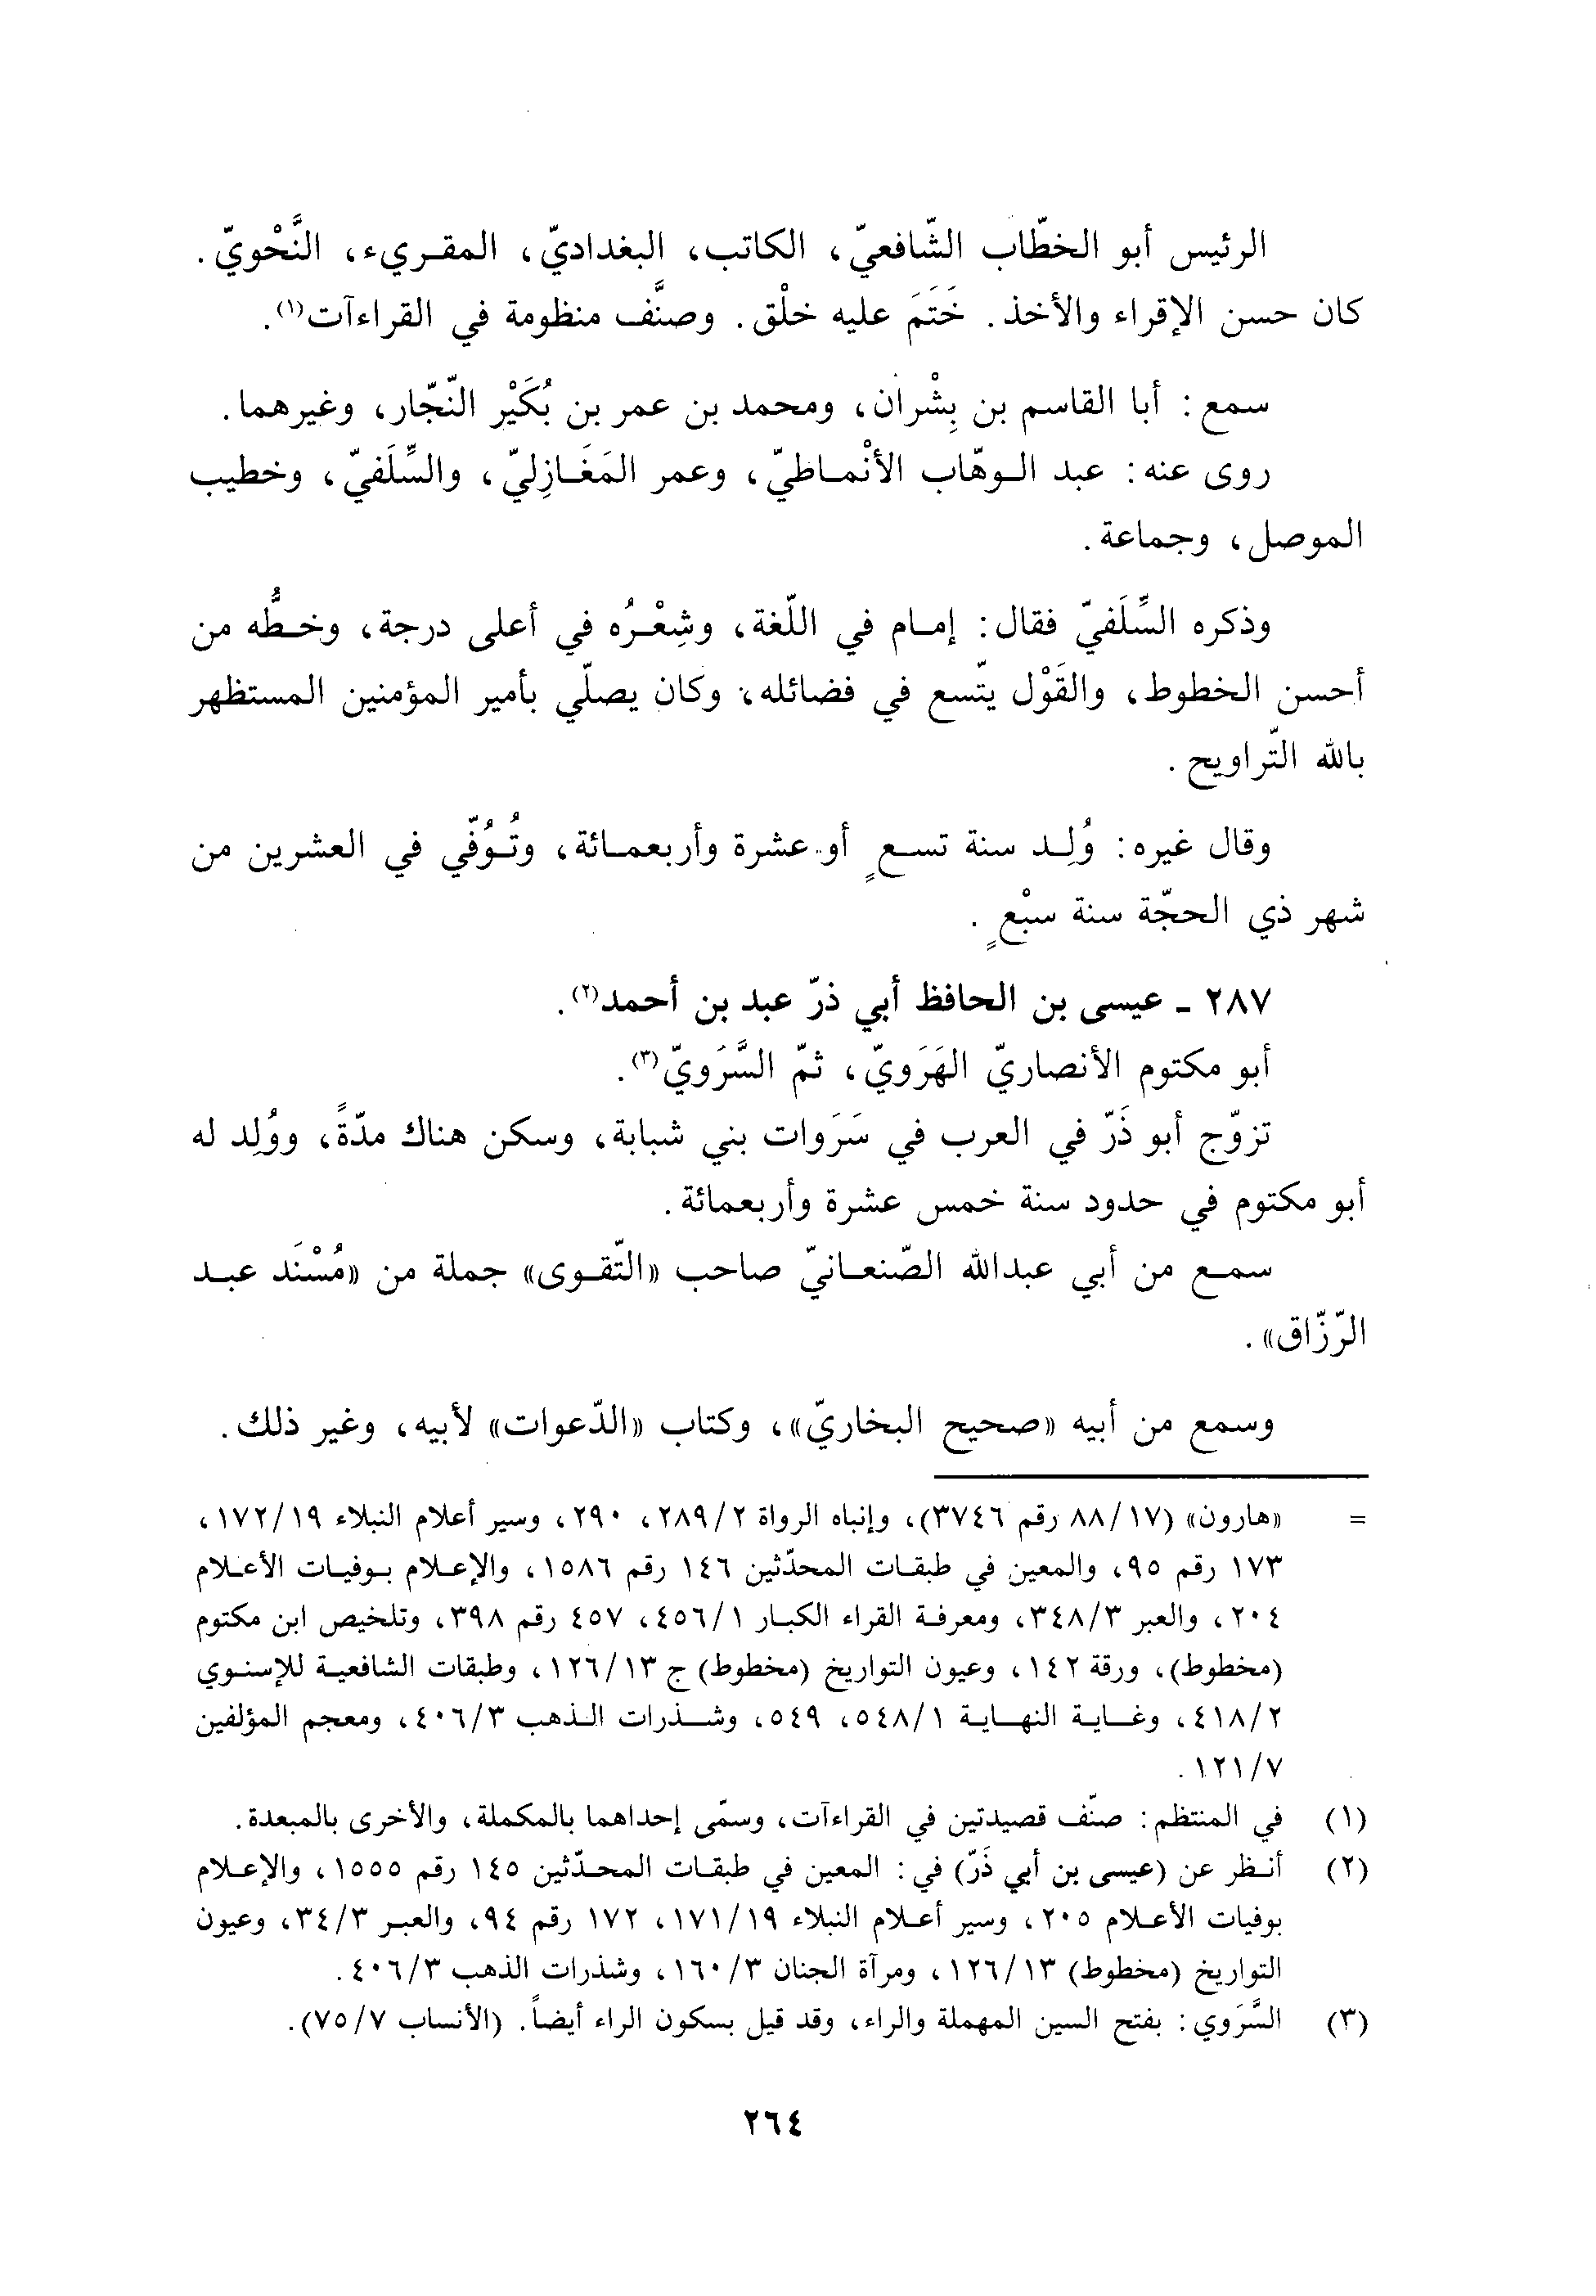 الرئيس أبو الخطّاب الشّافعيّ، الكاتب، البغداديّ، المقريء، النَّحْويّ.
كان حسن الإقراء والأخذ. خَتَمَ عليه خلْق. وصنَّف منظومة في القراءآت(١).
سمع: أبا القاسم بن بِشْران، ومحمد بن عمر بن بُكَيْر النّجّار، وغيرهما.
روى عنه: عبد الوهّاب الأنْماطيّ، وعمر المَغَازِليّ، والسِّلَفيّ، وخطيب
الموصل، وجماعة.
وذكره السِّلَفيّ فقال: إمام في اللّغة، وشِعْرُه في أعلى درجة، وخطُّه من
أحسن الخطوط، والقَوْل يتّسع في فضائله، وكان يصلّي بأمير المؤمنين المستظهر
بالله التّراويح.
وقال غيره: وُلِد سنة تسعٍ أو عشرة وأربعمائة، وتُوُفّي في العشرين من
شهر ذي الحجّة سنة سبْعٍ.
٢٨٧ ـ عيسى بن الحافظ أبي ذرّ عبد بن أحمد(٢).
أبو مكتوم الأنصاريّ الهَرَويّ، ثمّ السَّرَويّ(٣).
تزوّج أبو ذَرّ في العرب في سَرَوات بني شبابة، وسكن هناك مدّةً، ووُلِد له
أبو مكتوم في حدود سنة خمس عشرة وأربعمائة.
سمع من أبي عبدالله الصّنعانيّ صاحب «التّقوى» جملة من «مُسْنَد عبد
الرّزّاق».
وسمع من أبيه «صحيح البخاريّ»، وكتاب «الدّعوات» لأبيه، وغير ذلك.
= «هارون» (١٧/ ٨٨ رقم ٣٧٤٦)، وإنباه الرواة ٢/ ٢٨٩، ٢٩٠، وسير أعلام النبلاء ١٩/ ١٧٢،
١٧٣ رقم ٩٥، والمعين في طبقات المحدّثين ١٤٦ رقم ١٥٨٦، والإعلام بوفيات الأعلام
٢٠٤، والعبر ٣/ ٣٤٨، ومعرفة القراء الكبار ١/ ٤٥٦، ٤٥٧ رقم ٣٩٨، وتلخيص ابن مكتوم
(مخطوط)، ورقة ١٤٢، وعيون التواريخ (مخطوط) ج ١٣/ ١٢٦، وطبقات الشافعية للإسنوي
٢/ ٤١٨، وغاية النهاية ١/ ٥٤٨، ٥٤٩، وشذرات الذهب ٣/ ٤٠٦، ومعجم المؤلفين
٧/ ١٢١.
(١) في المنتظم: صنّف قصيدتين في القراءآت، وسمّى إحداهما بالمكملة، والأخرى بالمبعدة.
(٢) أنظر عن (عيسى بن أبي ذَرّ) في: المعين في طبقات المحدّثين ١٤٥ رقم ١٥٥٥، والإعلام
بوفيات الأعلام ٢٠٥، وسير أعلام النبلاء ١٩/ ١٧١، ١٧٢ رقم ٩٤، والعبر ٣/ ٣٤، وعيون
التواريخ (مخطوط) ١٣/ ١٢٦، ومرآة الجنان ٣/ ١٦٠، وشذرات الذهب ٣/ ٤٠٦.
(٣) السَّرَوي: بفتح السين المهملة والراء، وقد قيل بسكون الراء أيضاً. (الأنساب ٧/ ٧٥).
٢٦٤